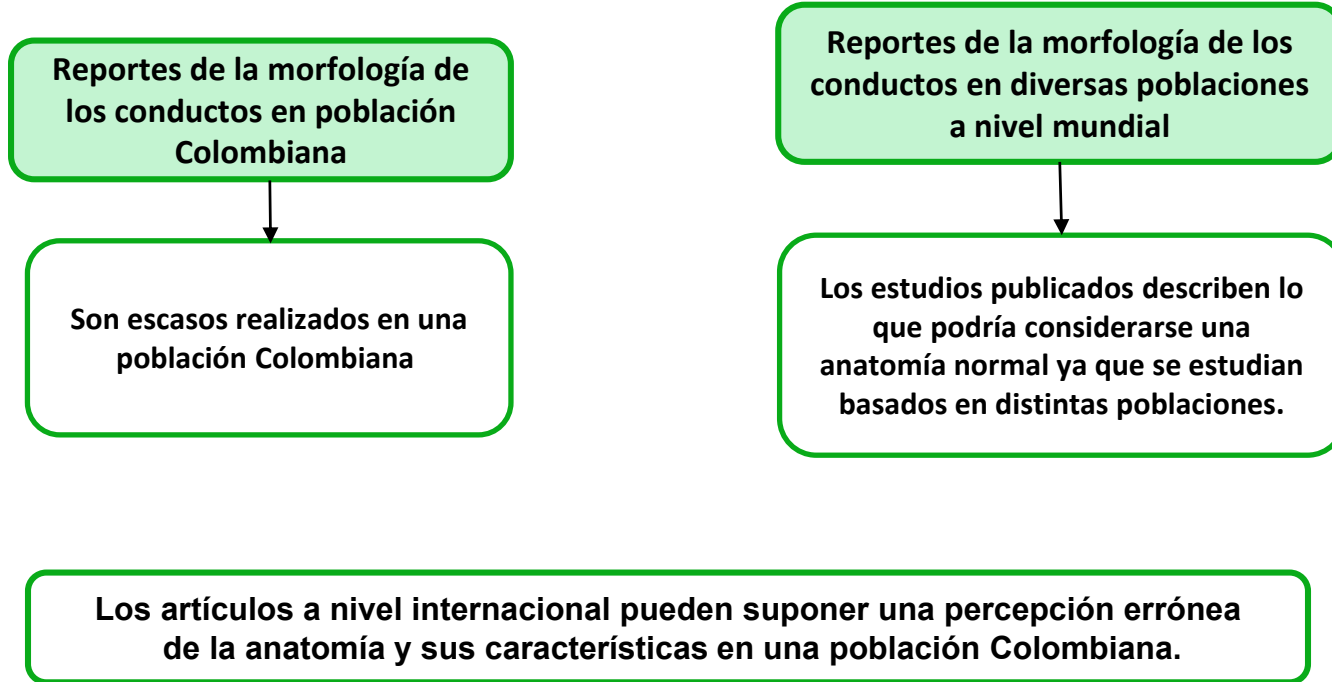 Reportes de la morfología de
los conductos en población
Colombiana
Son escasos realizados en una
población Colombiana
Reportes de la morfología de los
conductos en diversas poblaciones
a nivel mundial
Los estudios publicados describen lo
que podría considerarse una
anatomía normal ya que se estudian
basados en distintas poblaciones.
Los artículos a nivel internacional pueden suponer una percepción errónea
de la anatomía y sus características en una población Colombiana.